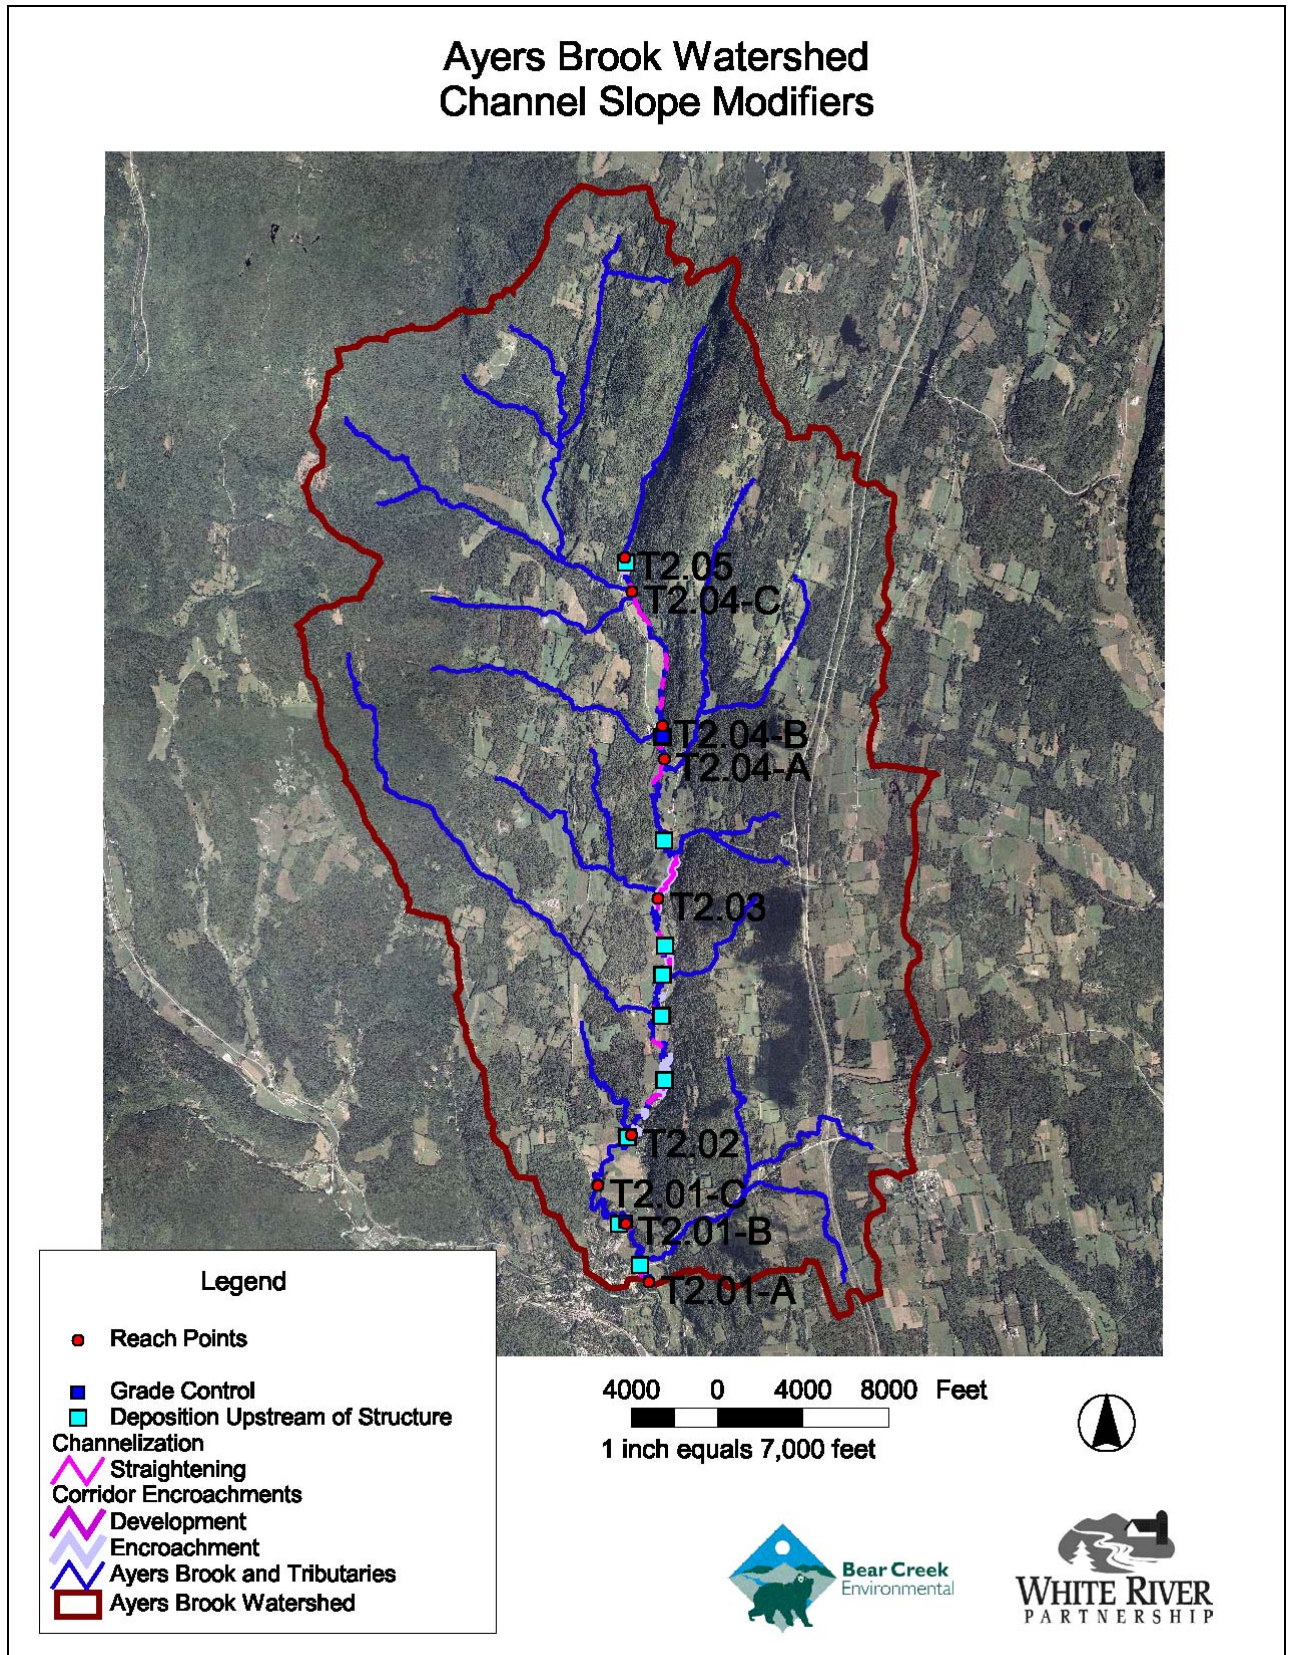 Ayers Brook Watershed
Channel Slope Modifiers
T2.05
T2.04-C
T2.04-B
T2.04-A
T2.03
T2.02
T2.01-C
T2.01-B
T2.01-A
Legend
Reach Points
Grade Control
Deposition Upstream of Structure
Channelization
Straightening
Corridor Encroachments
Development
Encroachment
Ayers Brook and Tributaries
Ayers Brook Watershed
4000 0 4000 8000 Feet
1 inch equals 7,000 feet
Bear Creek
Environmental
WHITE RIVER
PARTNERSHIP